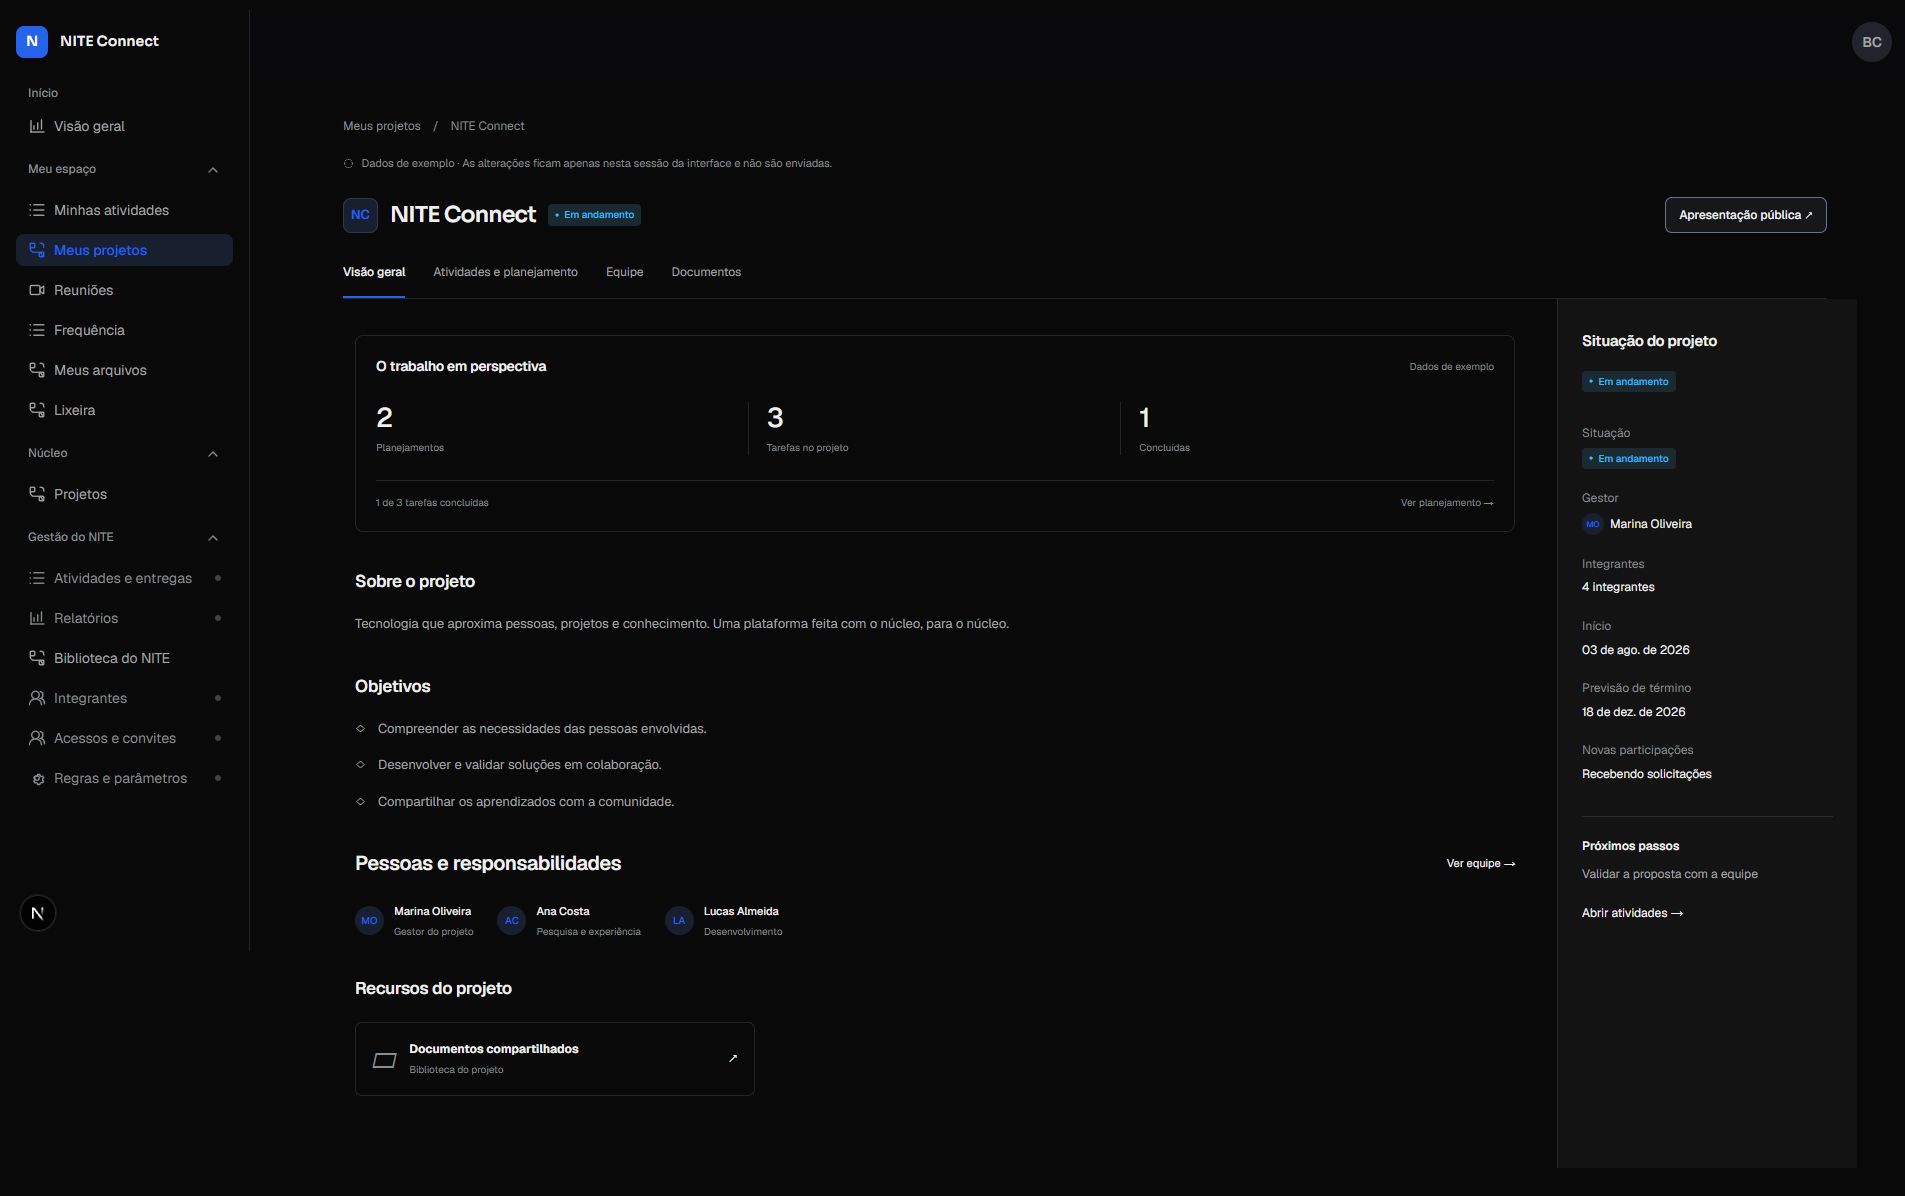 N NITE Connect
BC
Início
Visão geral
Meu espaço
Minhas atividades
Meus projetos
Reuniões
Frequência
Meus arquivos
Lixeira
Núcleo
Projetos
Gestão do NITE
Atividades e entregas
Relatórios
Biblioteca do NITE
Integrantes
Acessos e convites
Regras e parâmetros
N
Meus projetos / NITE Connect
Dados de exemplo · As alterações ficam apenas nesta sessão da interface e não são enviadas.
NC NITE Connect • Em andamento
Apresentação pública ↗
Visão geral Atividades e planejamento Equipe Documentos
O trabalho em perspectiva
Dados de exemplo
2
Planejamentos
3
Tarefas no projeto
1
Concluídas
1 de 3 tarefas concluídas
Ver planejamento →
Sobre o projeto
Tecnologia que aproxima pessoas, projetos e conhecimento. Uma plataforma feita com o núcleo, para o núcleo.
Objetivos
◇ Compreender as necessidades das pessoas envolvidas.
◇ Desenvolver e validar soluções em colaboração.
◇ Compartilhar os aprendizados com a comunidade.
Pessoas e responsabilidades
Ver equipe →
MO Marina Oliveira
Gestor do projeto
AC Ana Costa
Pesquisa e experiência
LA Lucas Almeida
Desenvolvimento
Recursos do projeto
Documentos compartilhados
Biblioteca do projeto
↗
Situação do projeto
• Em andamento
Situação
• Em andamento
Gestor
MO Marina Oliveira
Integrantes
4 integrantes
Início
03 de ago. de 2026
Previsão de término
18 de dez. de 2026
Novas participações
Recebendo solicitações
Próximos passos
Validar a proposta com a equipe
Abrir atividades →